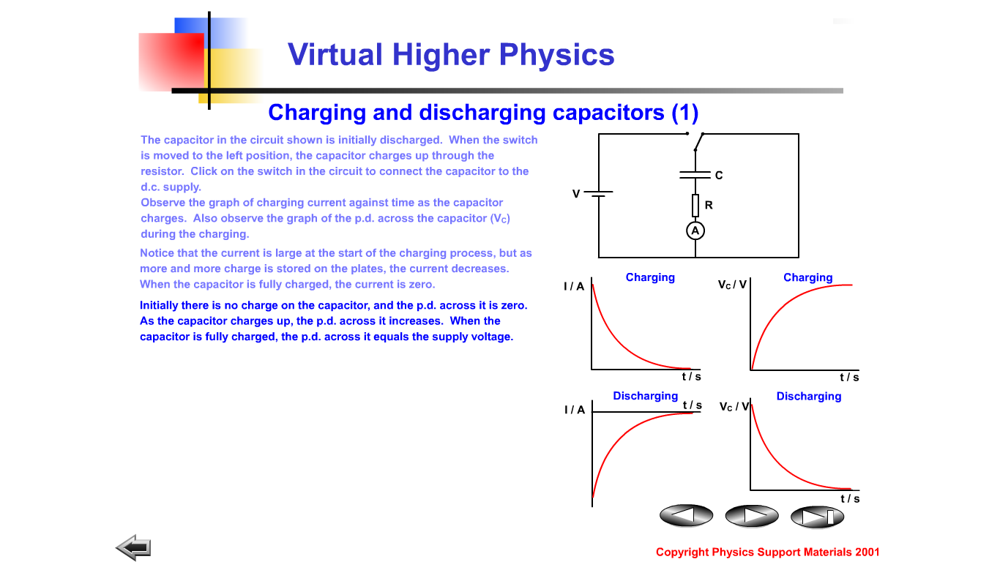 Virtual Higher Physics
Charging and discharging capacitors (1)
The capacitor in the circuit shown is initially discharged.  When the switch
is moved to the left position, the capacitor charges up through the
resistor.  Click on the switch in the circuit to connect the capacitor to the
d.c. supply.
Observe the graph of charging current against time as the capacitor
charges.  Also observe the graph of the p.d. across the capacitor (VC)
during the charging.
Notice that the current is large at the start of the charging process, but as
more and more charge is stored on the plates, the current decreases.
When the capacitor is fully charged, the current is zero.
Initially there is no charge on the capacitor, and the p.d. across it is zero.
As the capacitor charges up, the p.d. across it increases.  When the
capacitor is fully charged, the p.d. across it equals the supply voltage.
V
C
R
A
I / A
Charging
t / s
VC / V
Charging
t / s
I / A
Discharging
t / s
VC / V
Discharging
t / s
Copyright Physics Support Materials 2001